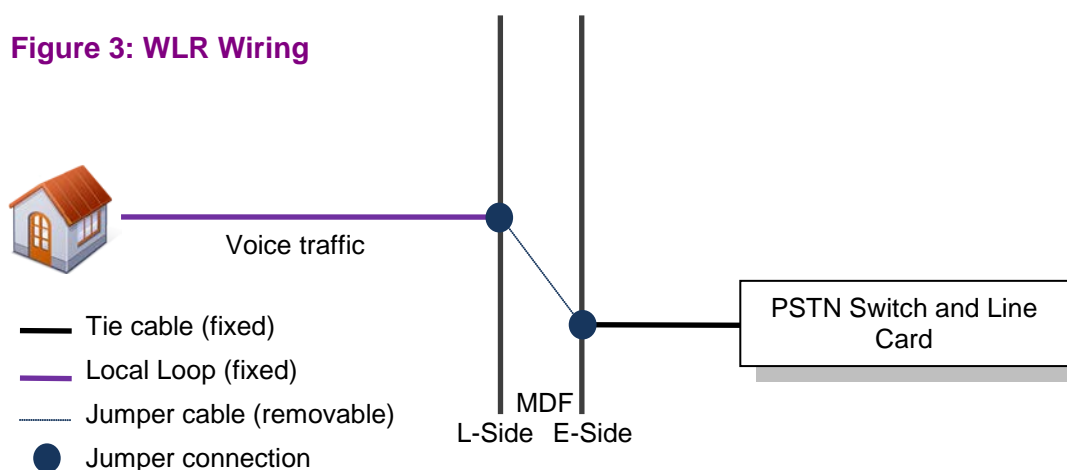 Figure 3: WLR Wiring
Voice traffic
PSTN Switch and Line
Card
Tie cable (fixed)
Local Loop (fixed)
Jumper cable (removable)
Jumper connection
MDF
L-Side E-Side